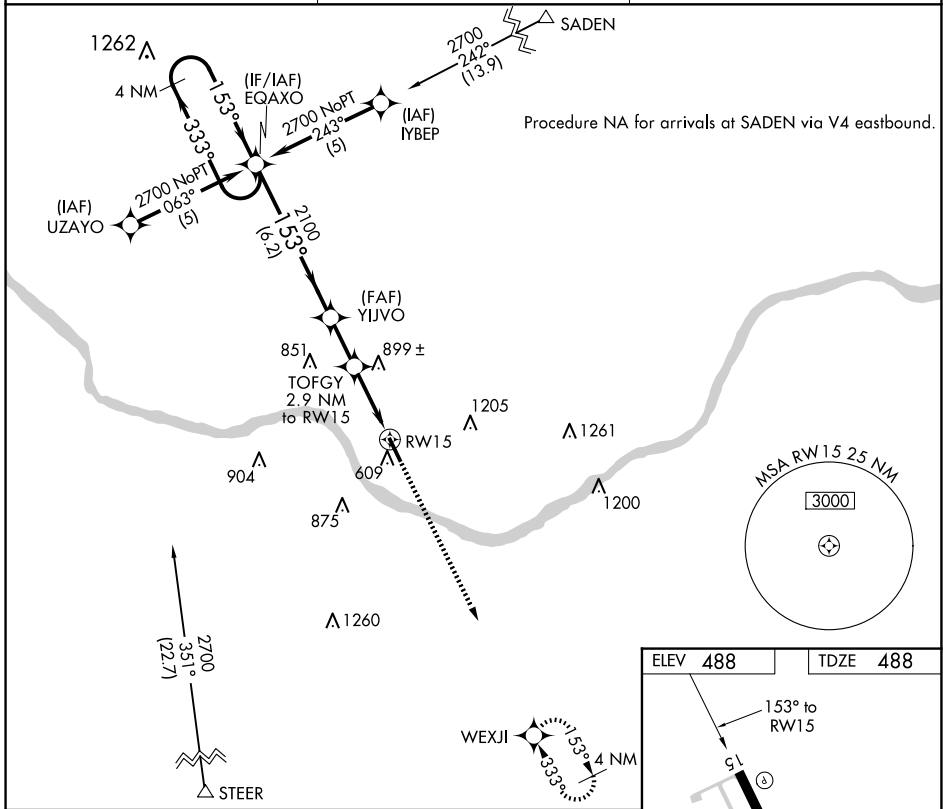 1262
SADEN
2700
242°
(13.9)
4 NM
153°
333°
(IF/IAF)
EQAXO
2700 NoPT
243°
(5)
(IAF)
IYBEP
Procedure NA for arrivals at SADEN via V4 eastbound.
(IAF)
UZAYO
2700 NoPT
063°
(5)
2100
153°
(6.2)
(FAF)
YIJVO
851
899 ±
TOFGY
2.9 NM
to RW15
1205
1261
RW15
904
609
875
1200
MSA RW15 25 NM
3000
1260
2700
351°
(22.7)
STEER
WEXJI
153°
333°
4 NM
ELEV 488
TDZE 488
153° to
RW15
15
P